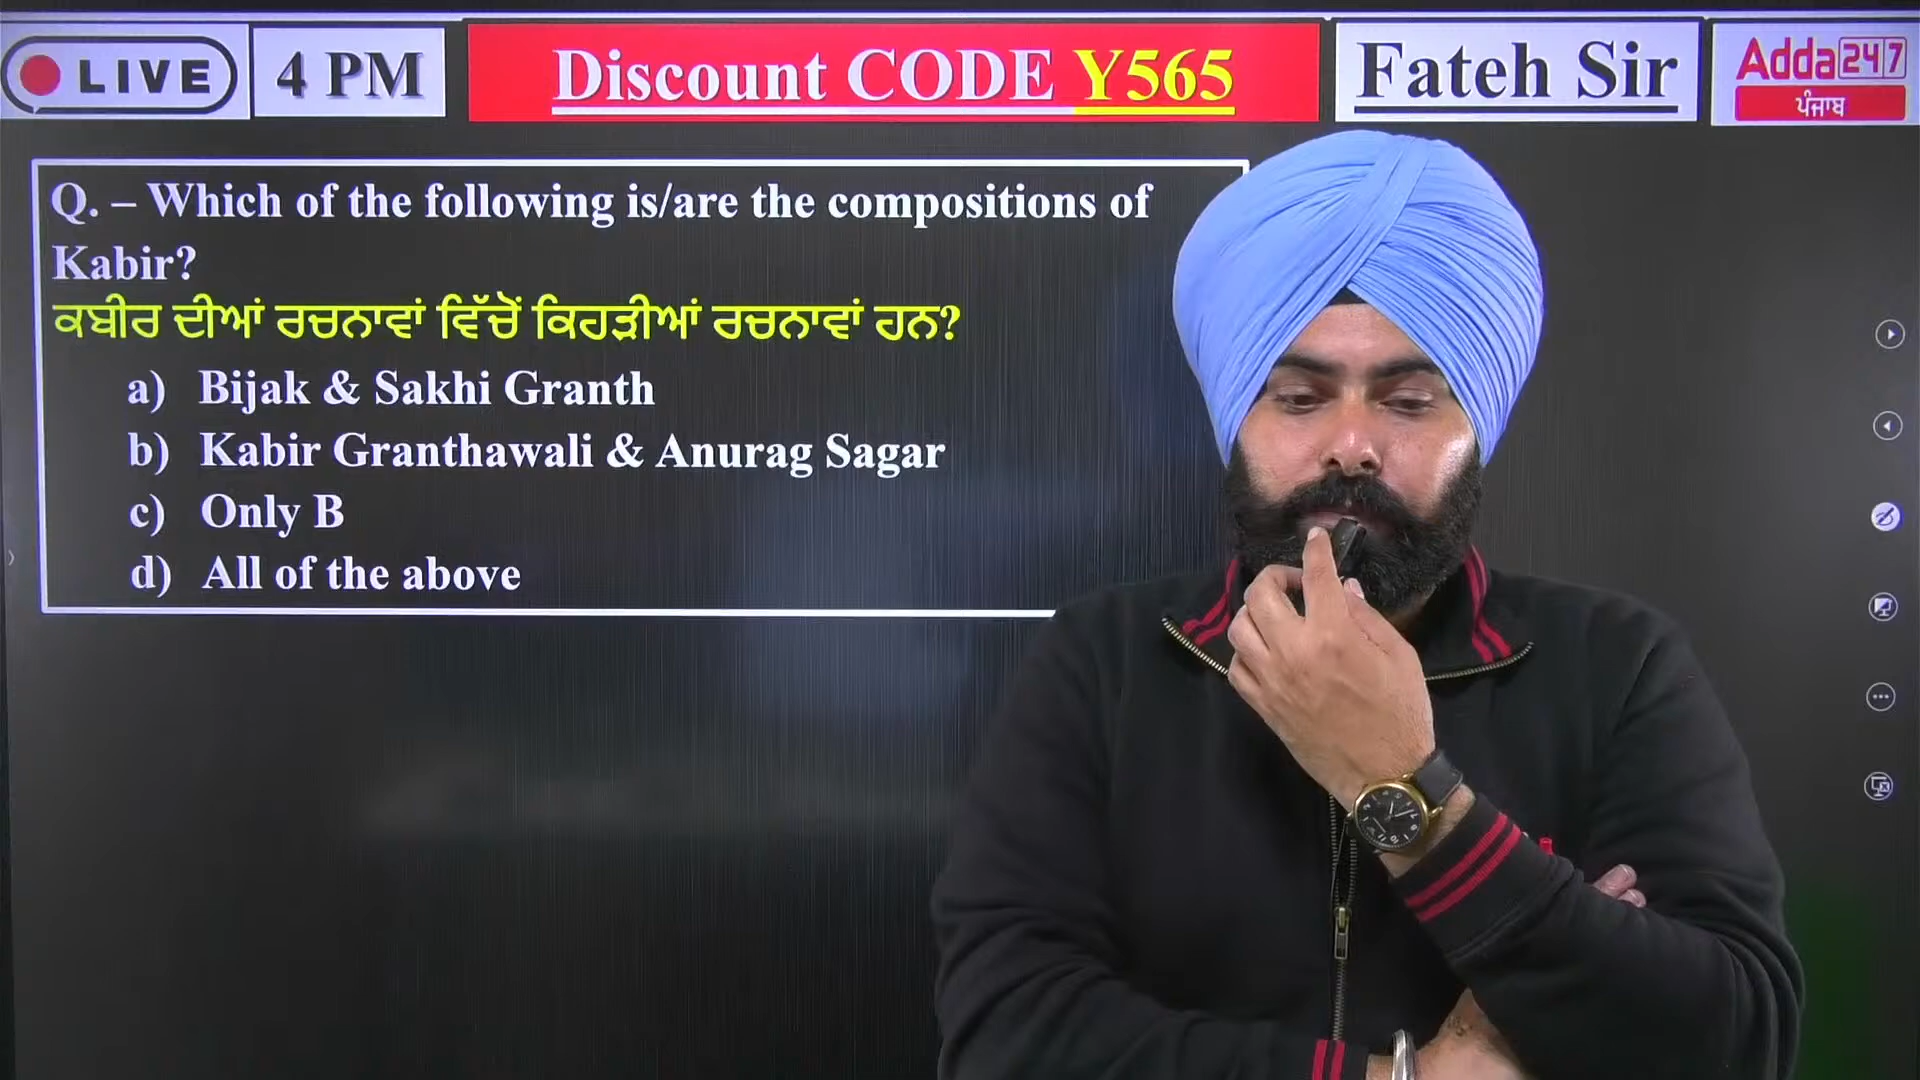 LIVE
4 PM
Discount CODE Y565
Fateh Sir
Adda247
ਪੰਜਾਬ
Q. – Which of the following is/are the compositions of
Kabir?
ਕਬੀਰ ਦੀਆਂ ਰਚਨਾਵਾਂ ਵਿੱਚੋਂ ਕਿਹੜੀਆਂ ਰਚਨਾਵਾਂ ਹਨ?
a) Bijak & Sakhi Granth
b) Kabir Granthawali & Anurag Sagar
c) Only B
d) All of the above